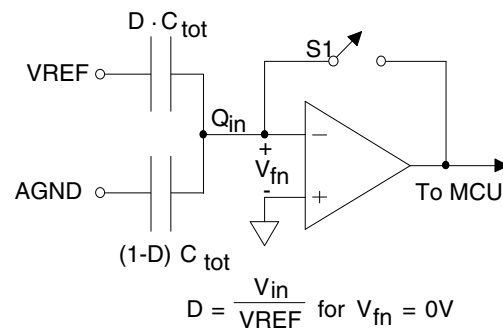 D · C tot
VREF
S1
Q in
+
V fn
-
−
+
AGND
To MCU
(1-D) C tot
D = V in / VREF for V fn = 0V